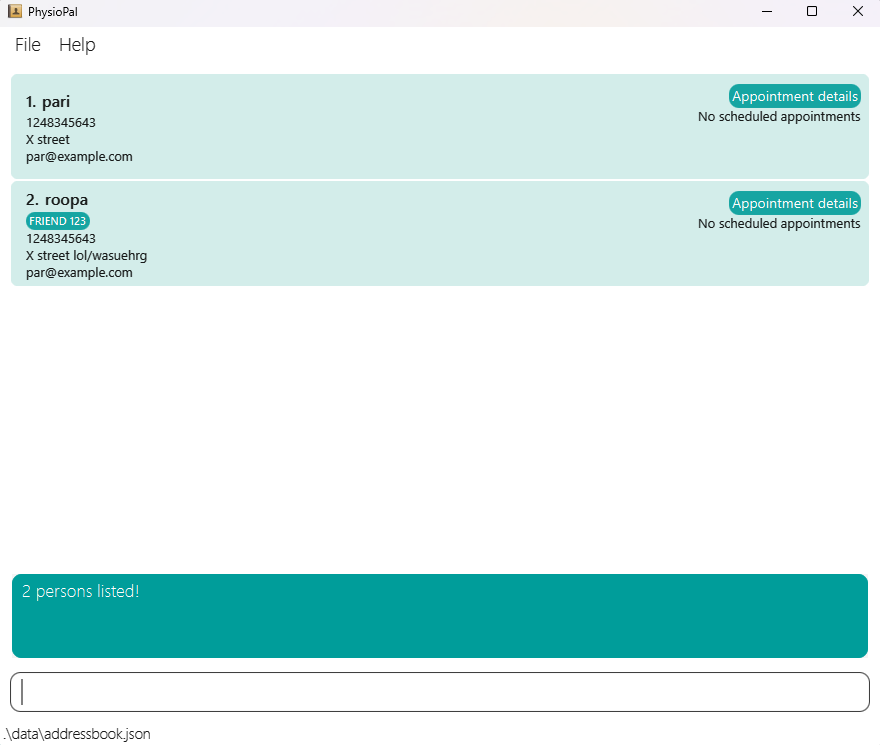 PhysioPal
File Help
1. pari
1248345643
X street
par@example.com
Appointment details
No scheduled appointments
2. roopa
FRIEND 123
1248345643
X street lol/wasuehrg
par@example.com
Appointment details
No scheduled appointments
2 persons listed!
.\data\addressbook.json